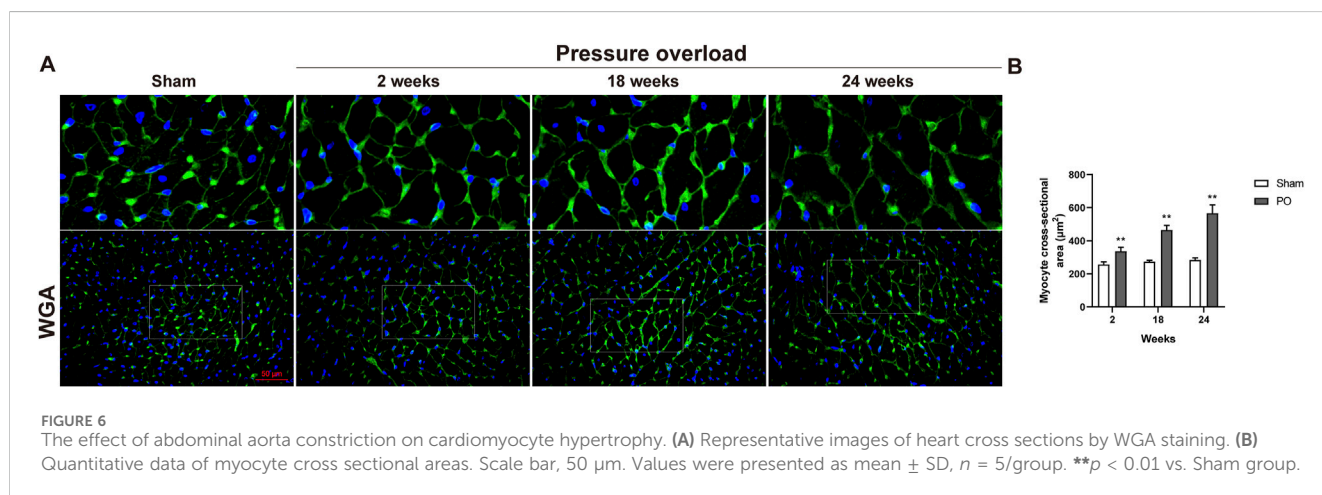 A
Pressure overload
B
Sham
2 weeks
18 weeks
24 weeks
WGA
50 μm
Myocyte cross-sectional
area (μm²)
800
600
400
200
0
**
**
**
2
18
24
Weeks
Sham
PO
FIGURE 6
The effect of abdominal aorta constriction on cardiomyocyte hypertrophy. (A) Representative images of heart cross sections by WGA staining. (B)
Quantitative data of myocyte cross sectional areas. Scale bar, 50 μm. Values were presented as mean ± SD, n = 5/group. **p < 0.01 vs. Sham group.